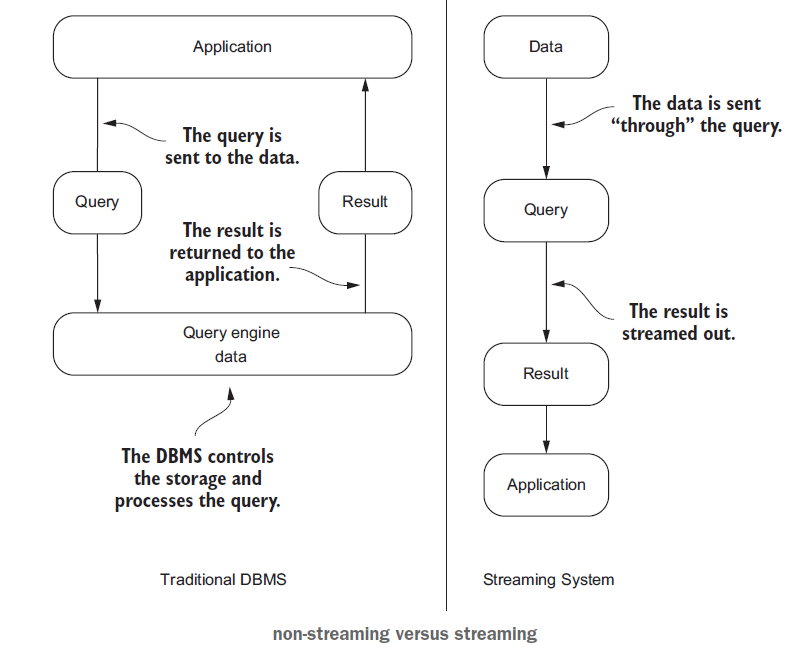 Application
The query is
sent to the data.
Query
Result
The result is
returned to the
application.
Query engine
data
The DBMS controls
the storage and
processes the query.
Traditional DBMS
Data
The data is sent
“through” the query.
Query
The result is
streamed out.
Result
Application
Streaming System
non-streaming versus streaming